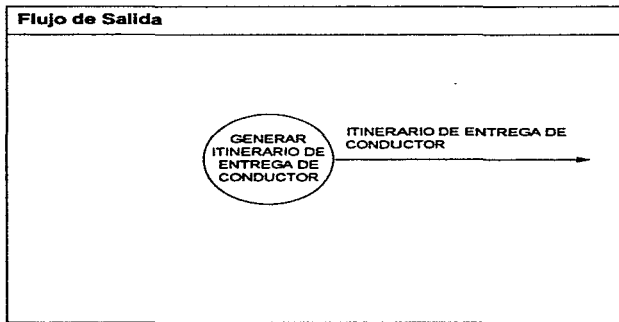 Flujo de Salida
GENERAR
ITINERARIO DE
ENTREGA DE
CONDUCTOR
ITINERARIO DE ENTREGA DE
CONDUCTOR